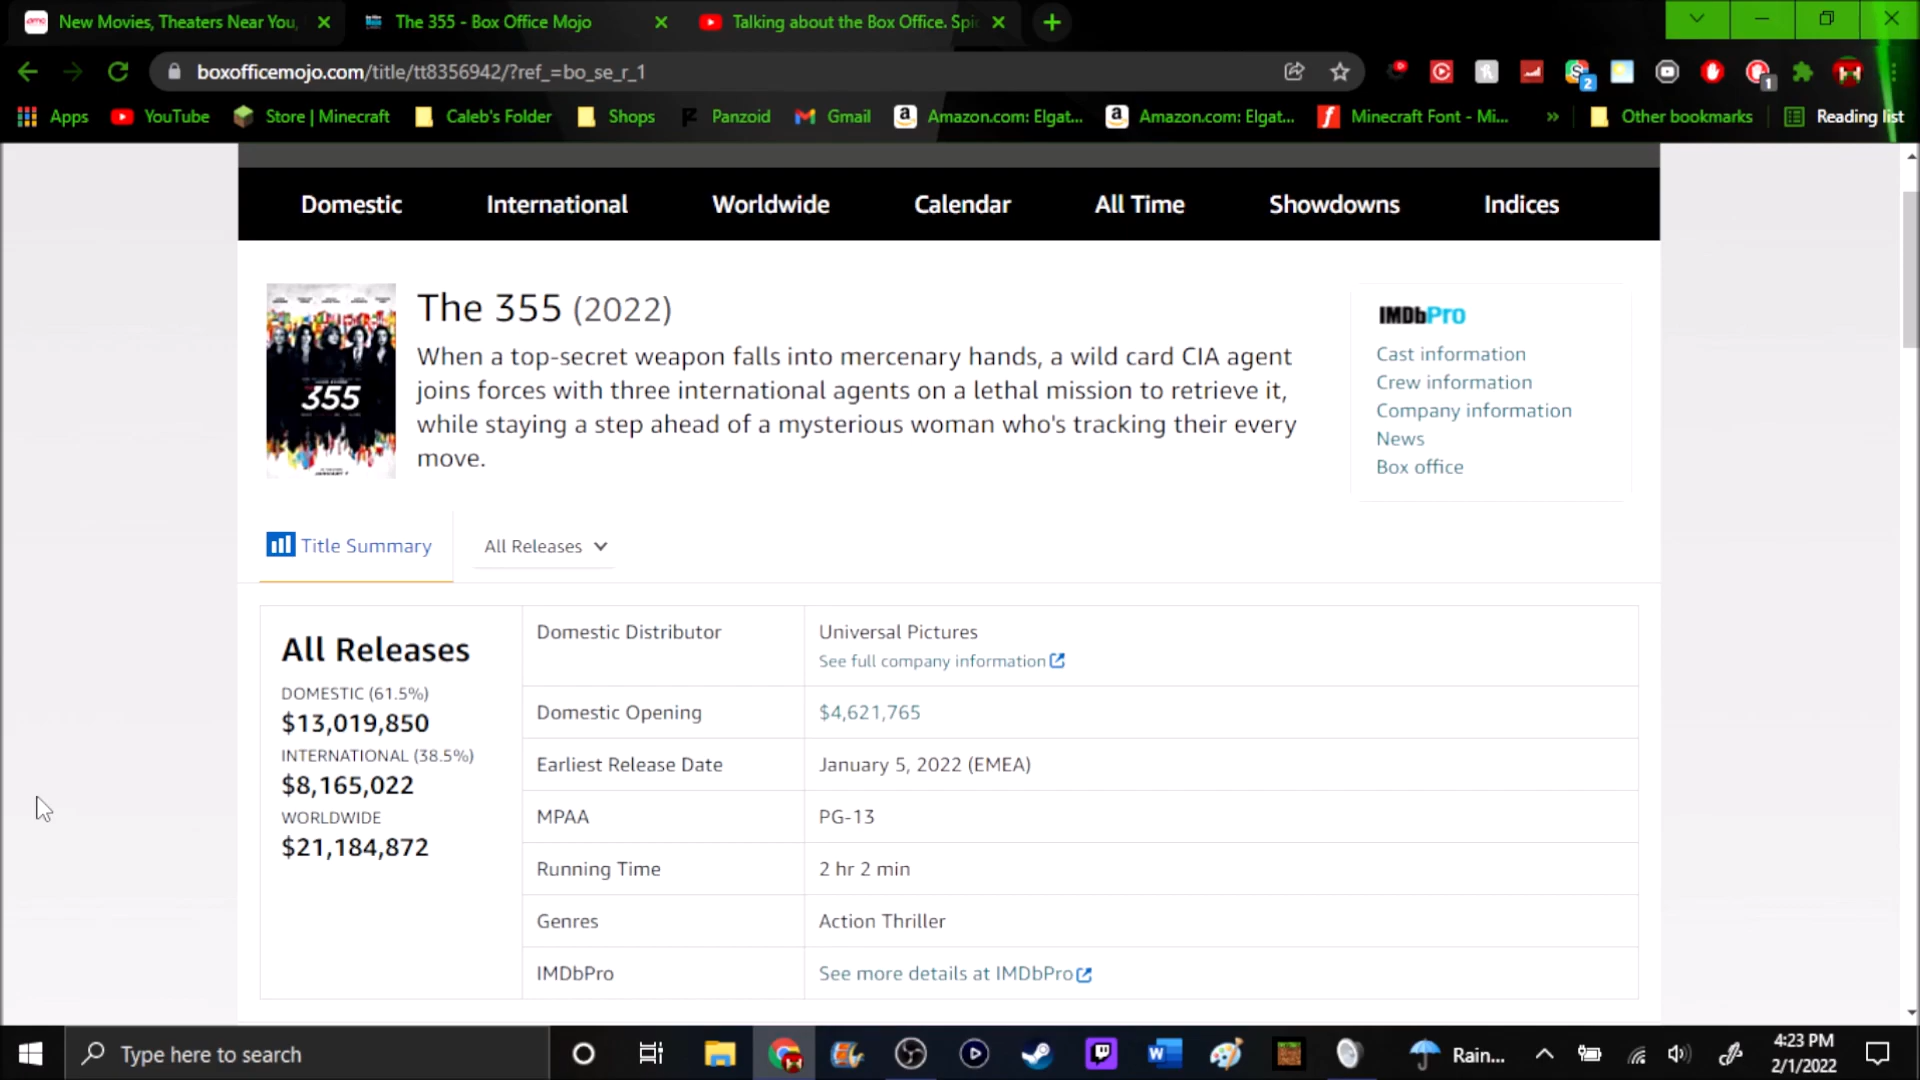 New Movies, Theaters Near You,
The 355 - Box Office Mojo
Talking about the Box Office. Spi
boxofficemojo.com/title/tt8356942/?ref_=bo_se_r_1
2
1
Apps
YouTube
Store | Minecraft
Caleb's Folder
Shops
Panzoid
Gmail
Amazon.com: Elgat...
Amazon.com: Elgat...
Minecraft Font - Mi...
»
Other bookmarks
Reading list
Domestic
International
Worldwide
Calendar
All Time
Showdowns
Indices
355
The 355 (2022)
When a top-secret weapon falls into mercenary hands, a wild card CIA agent
joins forces with three international agents on a lethal mission to retrieve it,
while staying a step ahead of a mysterious woman who's tracking their every
move.
IMDbPro
Cast information
Crew information
Company information
News
Box office
Title Summary
All Releases
All Releases
DOMESTIC (61.5%)
$13,019,850
INTERNATIONAL (38.5%)
$8,165,022
WORLDWIDE
$21,184,872
Domestic Distributor
Universal Pictures
See full company information
Domestic Opening
$4,621,765
Earliest Release Date
January 5, 2022 (EMEA)
MPAA
PG-13
Running Time
2 hr 2 min
Genres
Action Thriller
IMDbPro
See more details at IMDbPro
Type here to search
Rain...
4:23 PM
2/1/2022